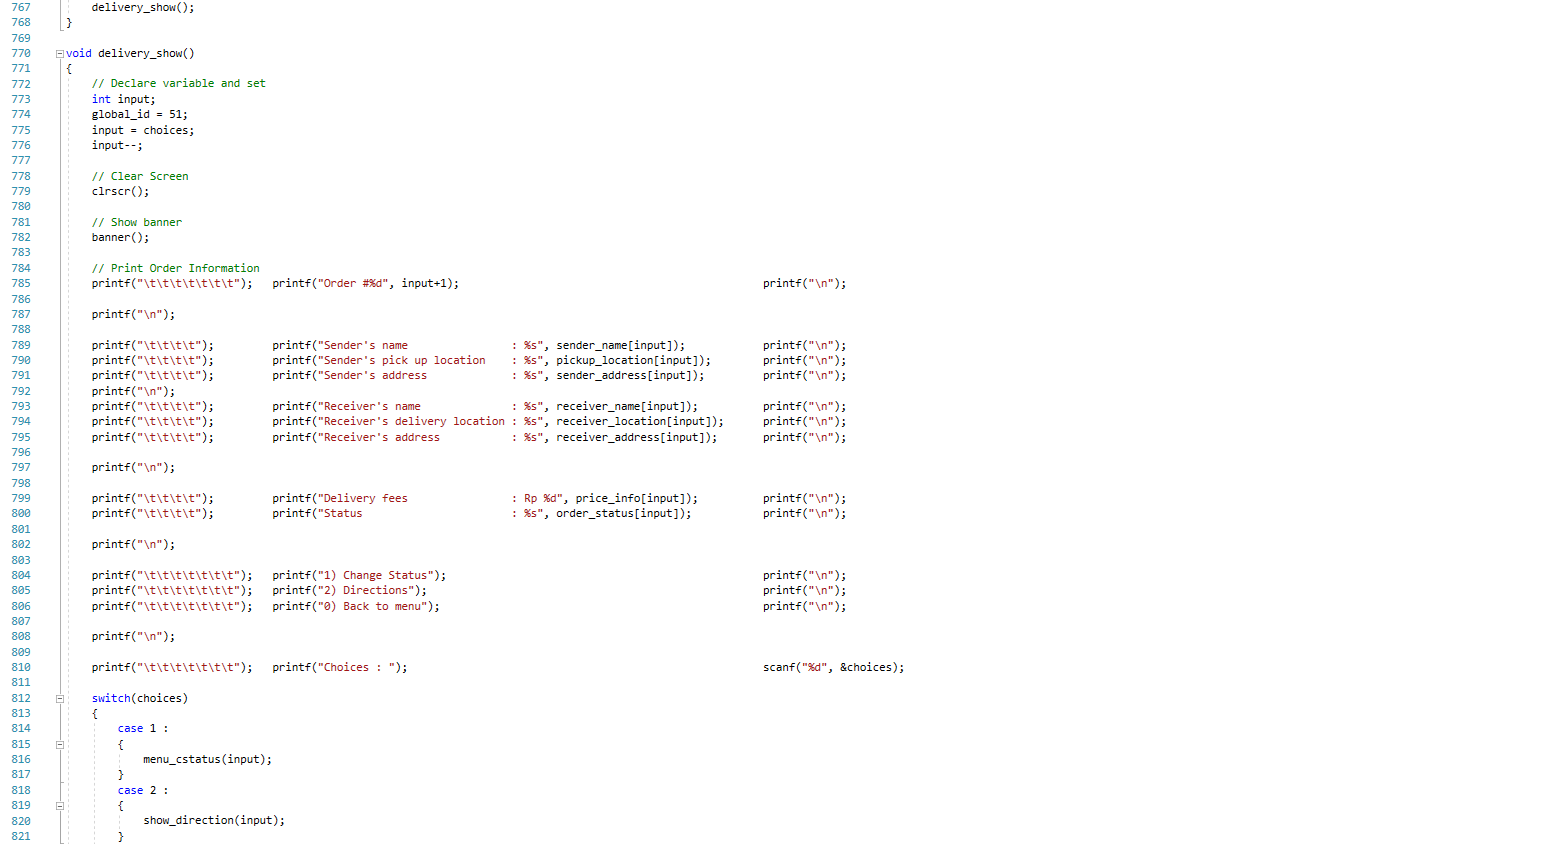 767 delivery_show();
768 }
769
770 void delivery_show()
771 {
772 // Declare variable and set
773 int input;
774 global_id = 51;
775 input = choices;
776 input--;
777
778 // Clear Screen
779 clrscr();
780
781 // Show banner
782 banner();
783
784 // Print Order Information
785 printf("\t\t\t\t\t\t\t"); printf("Order #%d", input+1); printf("\n");
786
787 printf("\n");
788
789 printf("\t\t\t\t"); printf("Sender's name : %s", sender_name[input]); printf("\n");
790 printf("\t\t\t\t"); printf("Sender's pick up location : %s", pickup_location[input]); printf("\n");
791 printf("\t\t\t\t"); printf("Sender's address : %s", sender_address[input]); printf("\n");
792 printf("\n");
793 printf("\t\t\t\t"); printf("Receiver's name : %s", receiver_name[input]); printf("\n");
794 printf("\t\t\t\t"); printf("Receiver's delivery location : %s", receiver_location[input]); printf("\n");
795 printf("\t\t\t\t"); printf("Receiver's address : %s", receiver_address[input]); printf("\n");
796
797 printf("\n");
798
799 printf("\t\t\t\t"); printf("Delivery fees : Rp %d", price_info[input]); printf("\n");
800 printf("\t\t\t\t"); printf("Status : %s", order_status[input]); printf("\n");
801
802 printf("\n");
803
804 printf("\t\t\t\t\t\t\t"); printf("1) Change Status"); printf("\n");
805 printf("\t\t\t\t\t\t\t"); printf("2) Directions"); printf("\n");
806 printf("\t\t\t\t\t\t\t"); printf("0) Back to menu"); printf("\n");
807
808 printf("\n");
809
810 printf("\t\t\t\t\t\t\t"); printf("Choices : "); scanf("%d", &choices);
811
812 switch(choices)
813 {
814 case 1 :
815 {
816 menu_cstatus(input);
817 }
818 case 2 :
819 {
820 show_direction(input);
821 }